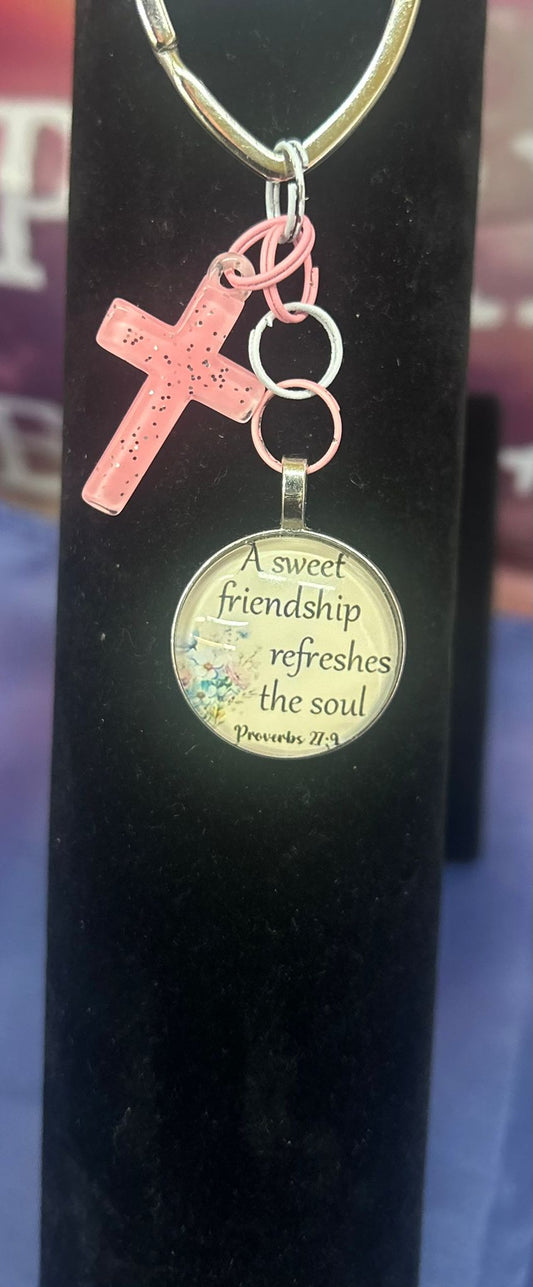 A sweet
friendship
refreshes
the soul
Proverbs 27:9